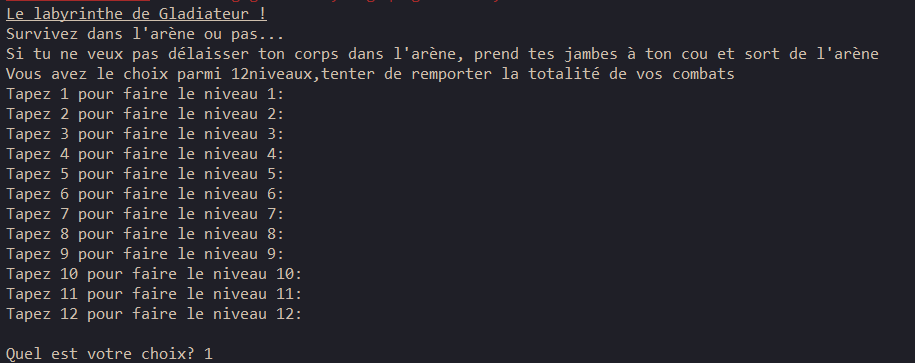 Le labyrinthe de Gladiateur !
Survivez dans l'arène ou pas...
Si tu ne veux pas délaisser ton corps dans l'arène, prend tes jambes à ton cou et sort de l'arène
Vous avez le choix parmi 12niveaux,tenter de remporter la totalité de vos combats
Tapez 1 pour faire le niveau 1:
Tapez 2 pour faire le niveau 2:
Tapez 3 pour faire le niveau 3:
Tapez 4 pour faire le niveau 4:
Tapez 5 pour faire le niveau 5:
Tapez 6 pour faire le niveau 6:
Tapez 7 pour faire le niveau 7:
Tapez 8 pour faire le niveau 8:
Tapez 9 pour faire le niveau 9:
Tapez 10 pour faire le niveau 10:
Tapez 11 pour faire le niveau 11:
Tapez 12 pour faire le niveau 12:
Quel est votre choix? 1